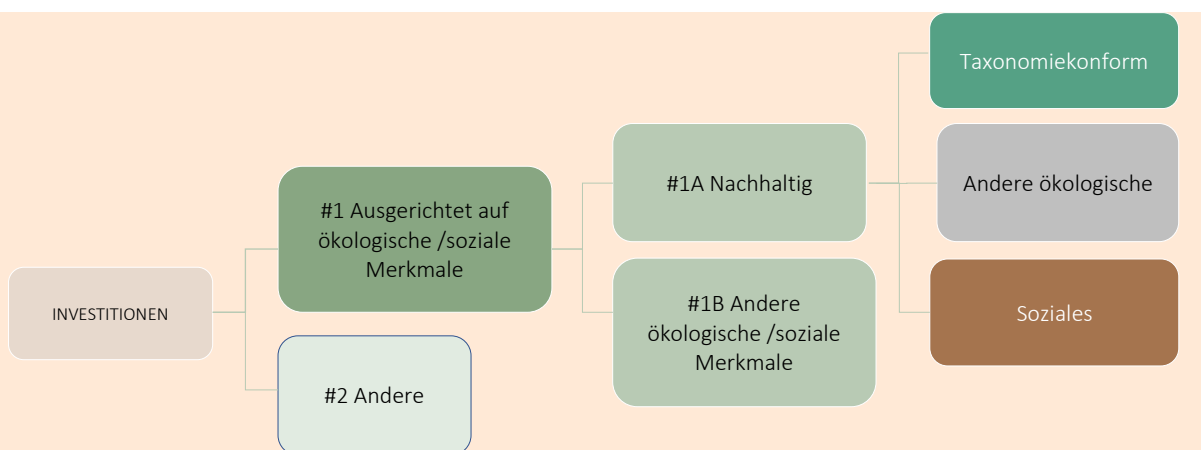 INVESTITIONEN
#1 Ausgerichtet auf
ökologische /soziale
Merkmale
#2 Andere
#1A Nachhaltig
#1B Andere
ökologische /soziale
Merkmale
Taxonomiekonform
Andere ökologische
Soziales